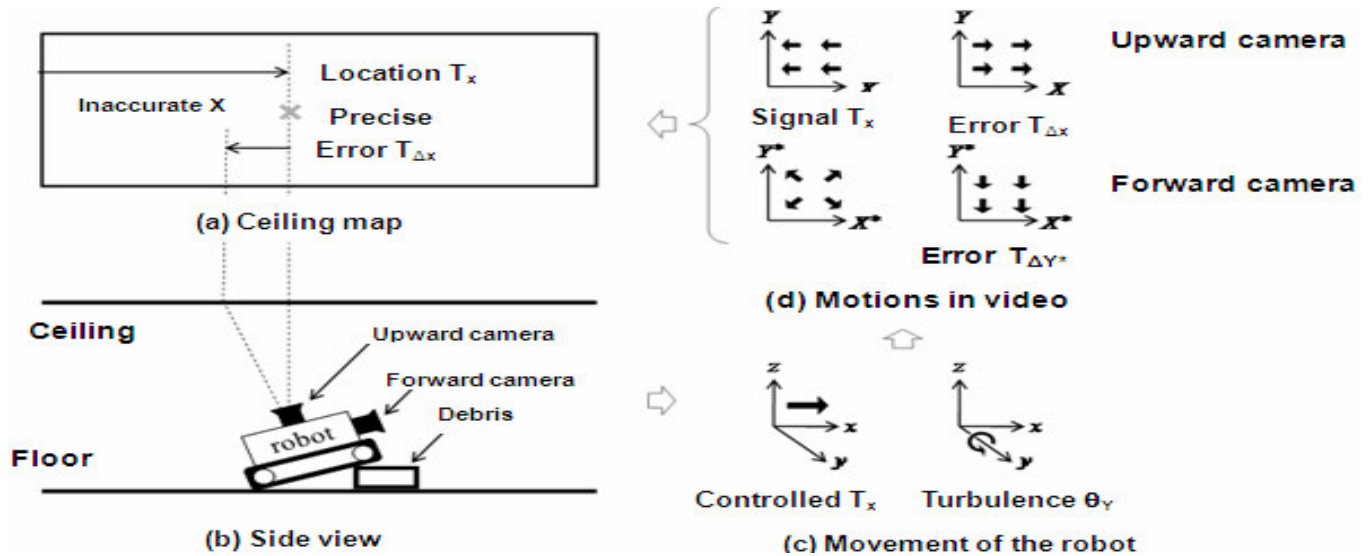 Location Tx
Inaccurate X
Precise
Error TΔx
(a) Ceiling map
Ceiling
Upward camera
Forward camera
Debris
robot
Floor
(b) Side view
Y Y Upward camera
Y X
Signal Tx Error TΔx
Y* Y* Forward camera
X* X*
Error TΔY*
(d) Motions in video
z z
x x
y y
Controlled Tx Turbulence θY
(c) Movement of the robot